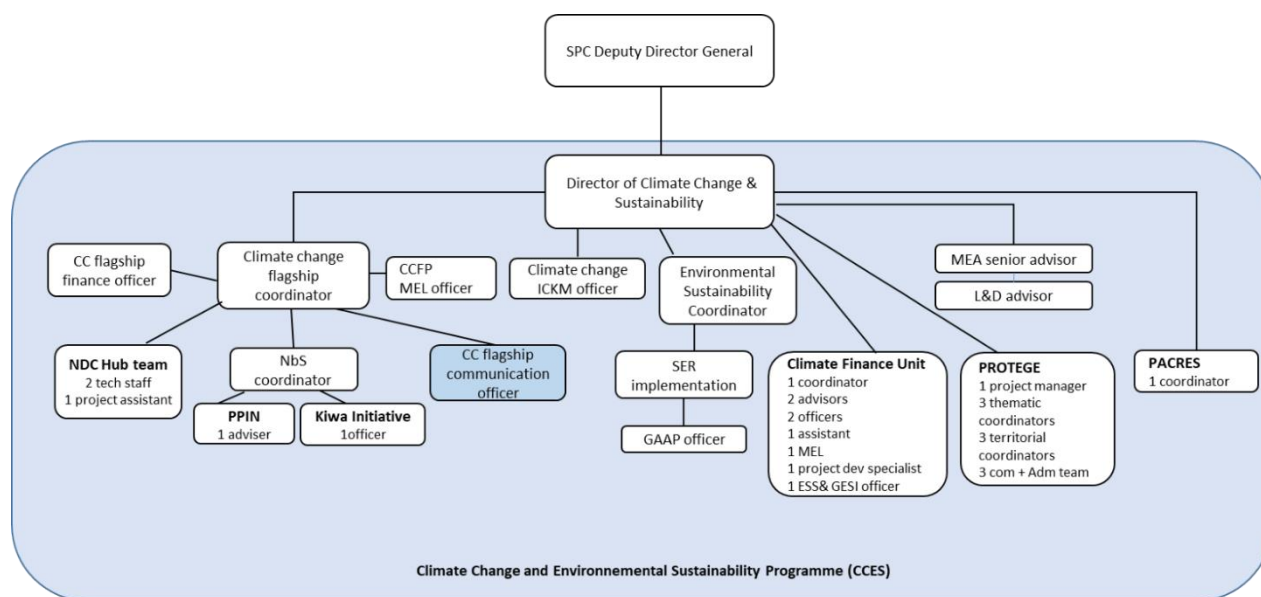 SPC Deputy Director General
Director of Climate Change &
Sustainability
CC flagship
finance officer
Climate change
flagship
coordinator
CCFP
MEL officer
Climate change
ICKM officer
Environmental
Sustainability
Coordinator
MEA senior advisor
L&D advisor
NDC Hub team
2 tech staff
1 project assistant
NbS
coordinator
CC flagship
communication
officer
SER
implementation
Climate Finance Unit
1 coordinator
2 advisors
2 officers
1 assistant
1 MEL
1 project dev specialist
1 ESS& GESI officer
PROTEGE
1 project manager
3 thematic
coordinators
3 territorial
coordinators
3 com + Adm team
PACRES
1 coordinator
PPIN
1 adviser
Kiwa Initiative
1officer
GAAP officer
Climate Change and Environnemental Sustainability Programme (CCES)